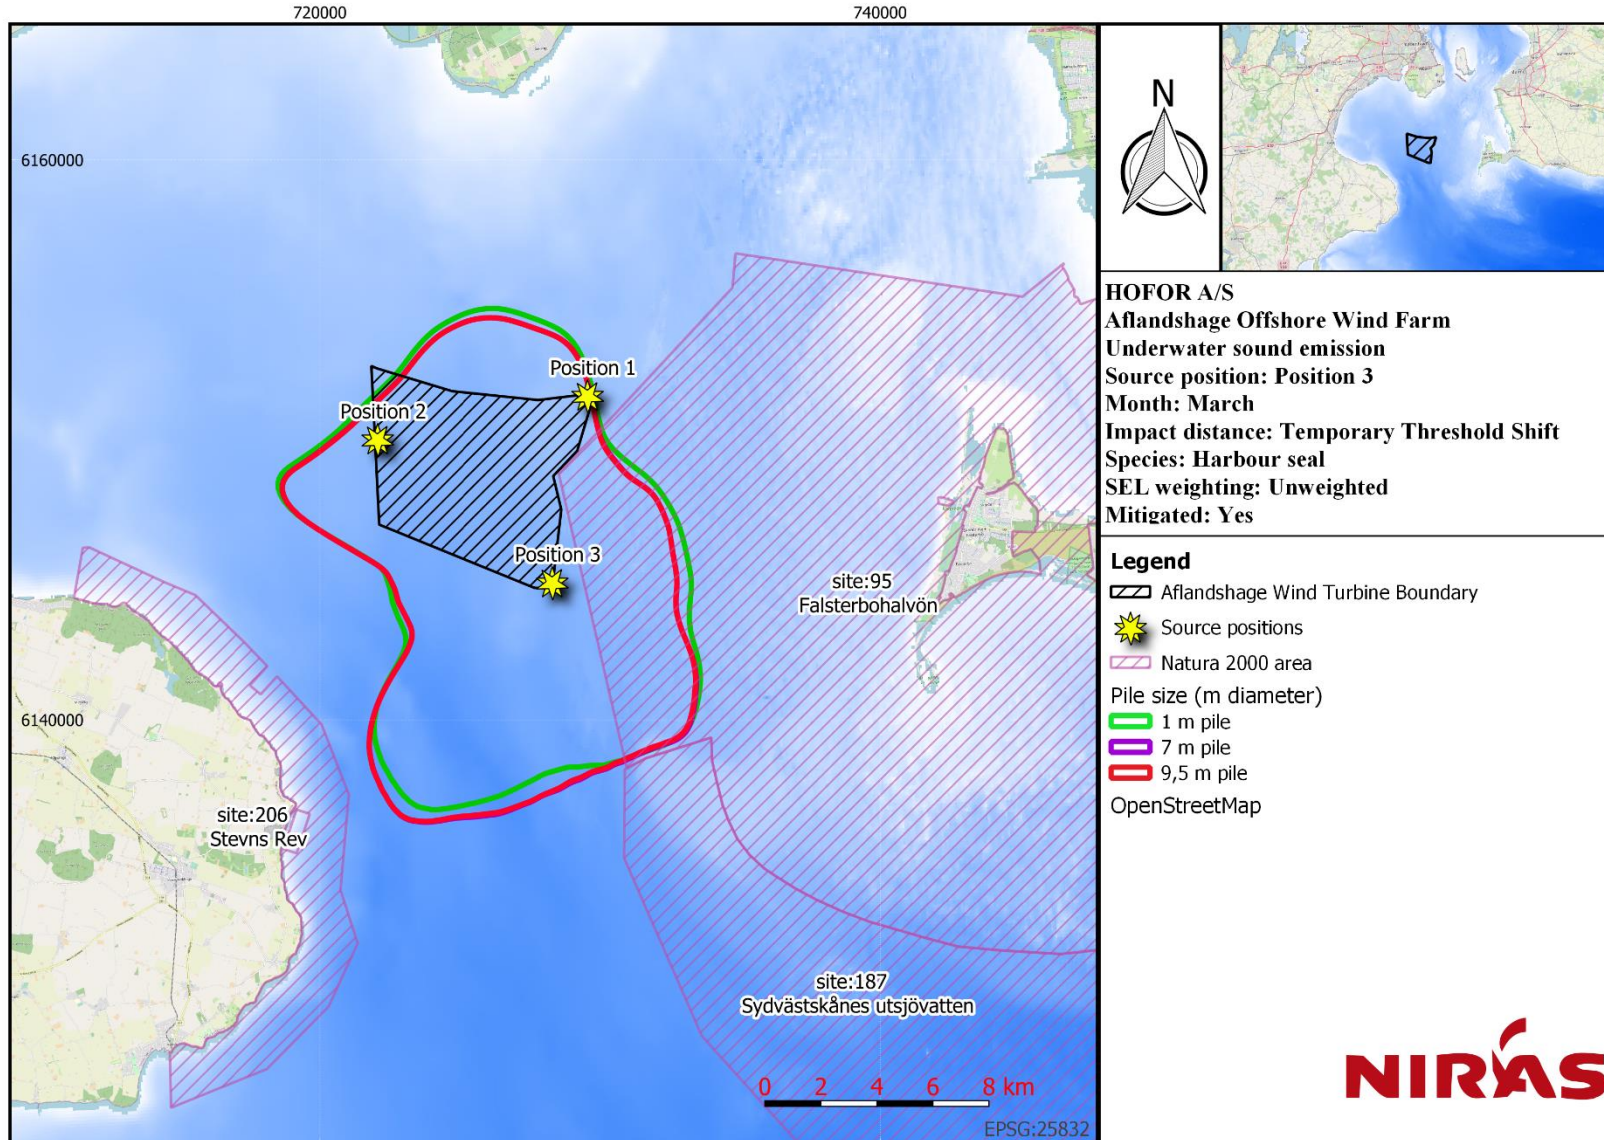 720000
740000
6160000
6140000
Position 1
Position 2
Position 3
site:95
Falsterbohalvön
site:206
Stevns Rev
site:187
Sydvästskånes utsjövatten
0 2 4 6 8 km
EPSG:25832
N
HOFOR A/S
Aflandshage Offshore Wind Farm
Underwater sound emission
Source position: Position 3
Month: March
Impact distance: Temporary Threshold Shift
Species: Harbour seal
SEL weighting: Unweighted
Mitigated: Yes
Legend
Aflandshage Wind Turbine Boundary
Source positions
Natura 2000 area
Pile size (m diameter)
1 m pile
7 m pile
9,5 m pile
OpenStreetMap
NIRAS